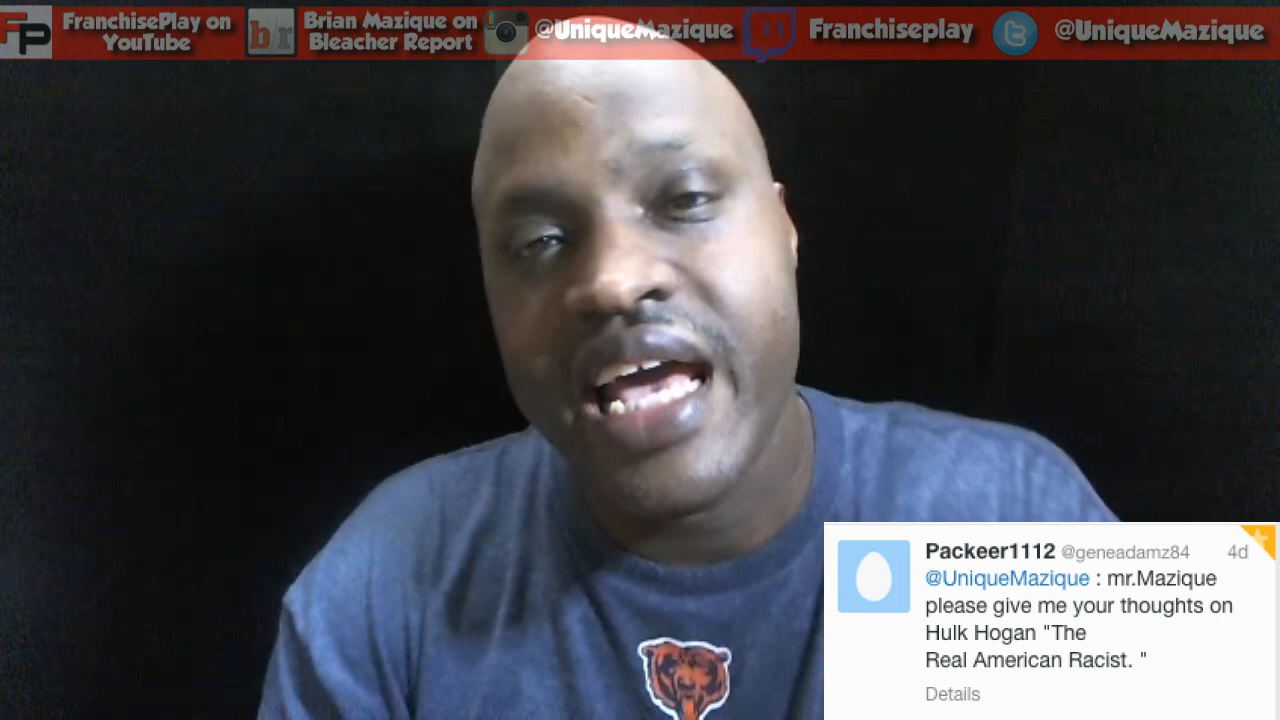 FP
FranchisePlay on
YouTube
br
Brian Mazique on
Bleacher Report
@UniqueMazique
Franchiseplay
@UniqueMazique
Packeer1112 @geneadamz84 4d
@UniqueMazique : mr.Mazique
please give me your thoughts on
Hulk Hogan "The
Real American Racist. "
Details